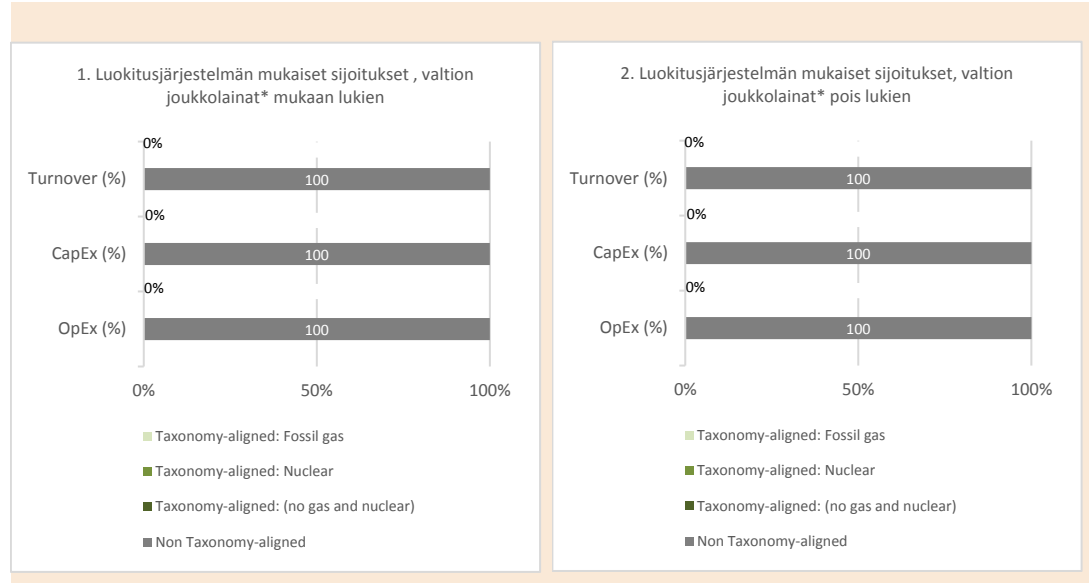 1. Luokitusjärjestelmän mukaiset sijoitukset , valtion
joukkolainat* mukaan lukien
0%
Turnover (%)
100
0%
CapEx (%)
100
0%
OpEx (%)
100
0%
50%
100%
Taxonomy-aligned: Fossil gas
Taxonomy-aligned: Nuclear
Taxonomy-aligned: (no gas and nuclear)
Non Taxonomy-aligned
2. Luokitusjärjestelmän mukaiset sijoitukset, valtion
joukkolainat* pois lukien
0%
Turnover (%)
100
0%
CapEx (%)
100
0%
OpEx (%)
100
0%
50%
100%
Taxonomy-aligned: Fossil gas
Taxonomy-aligned: Nuclear
Taxonomy-aligned: (no gas and nuclear)
Non Taxonomy-aligned